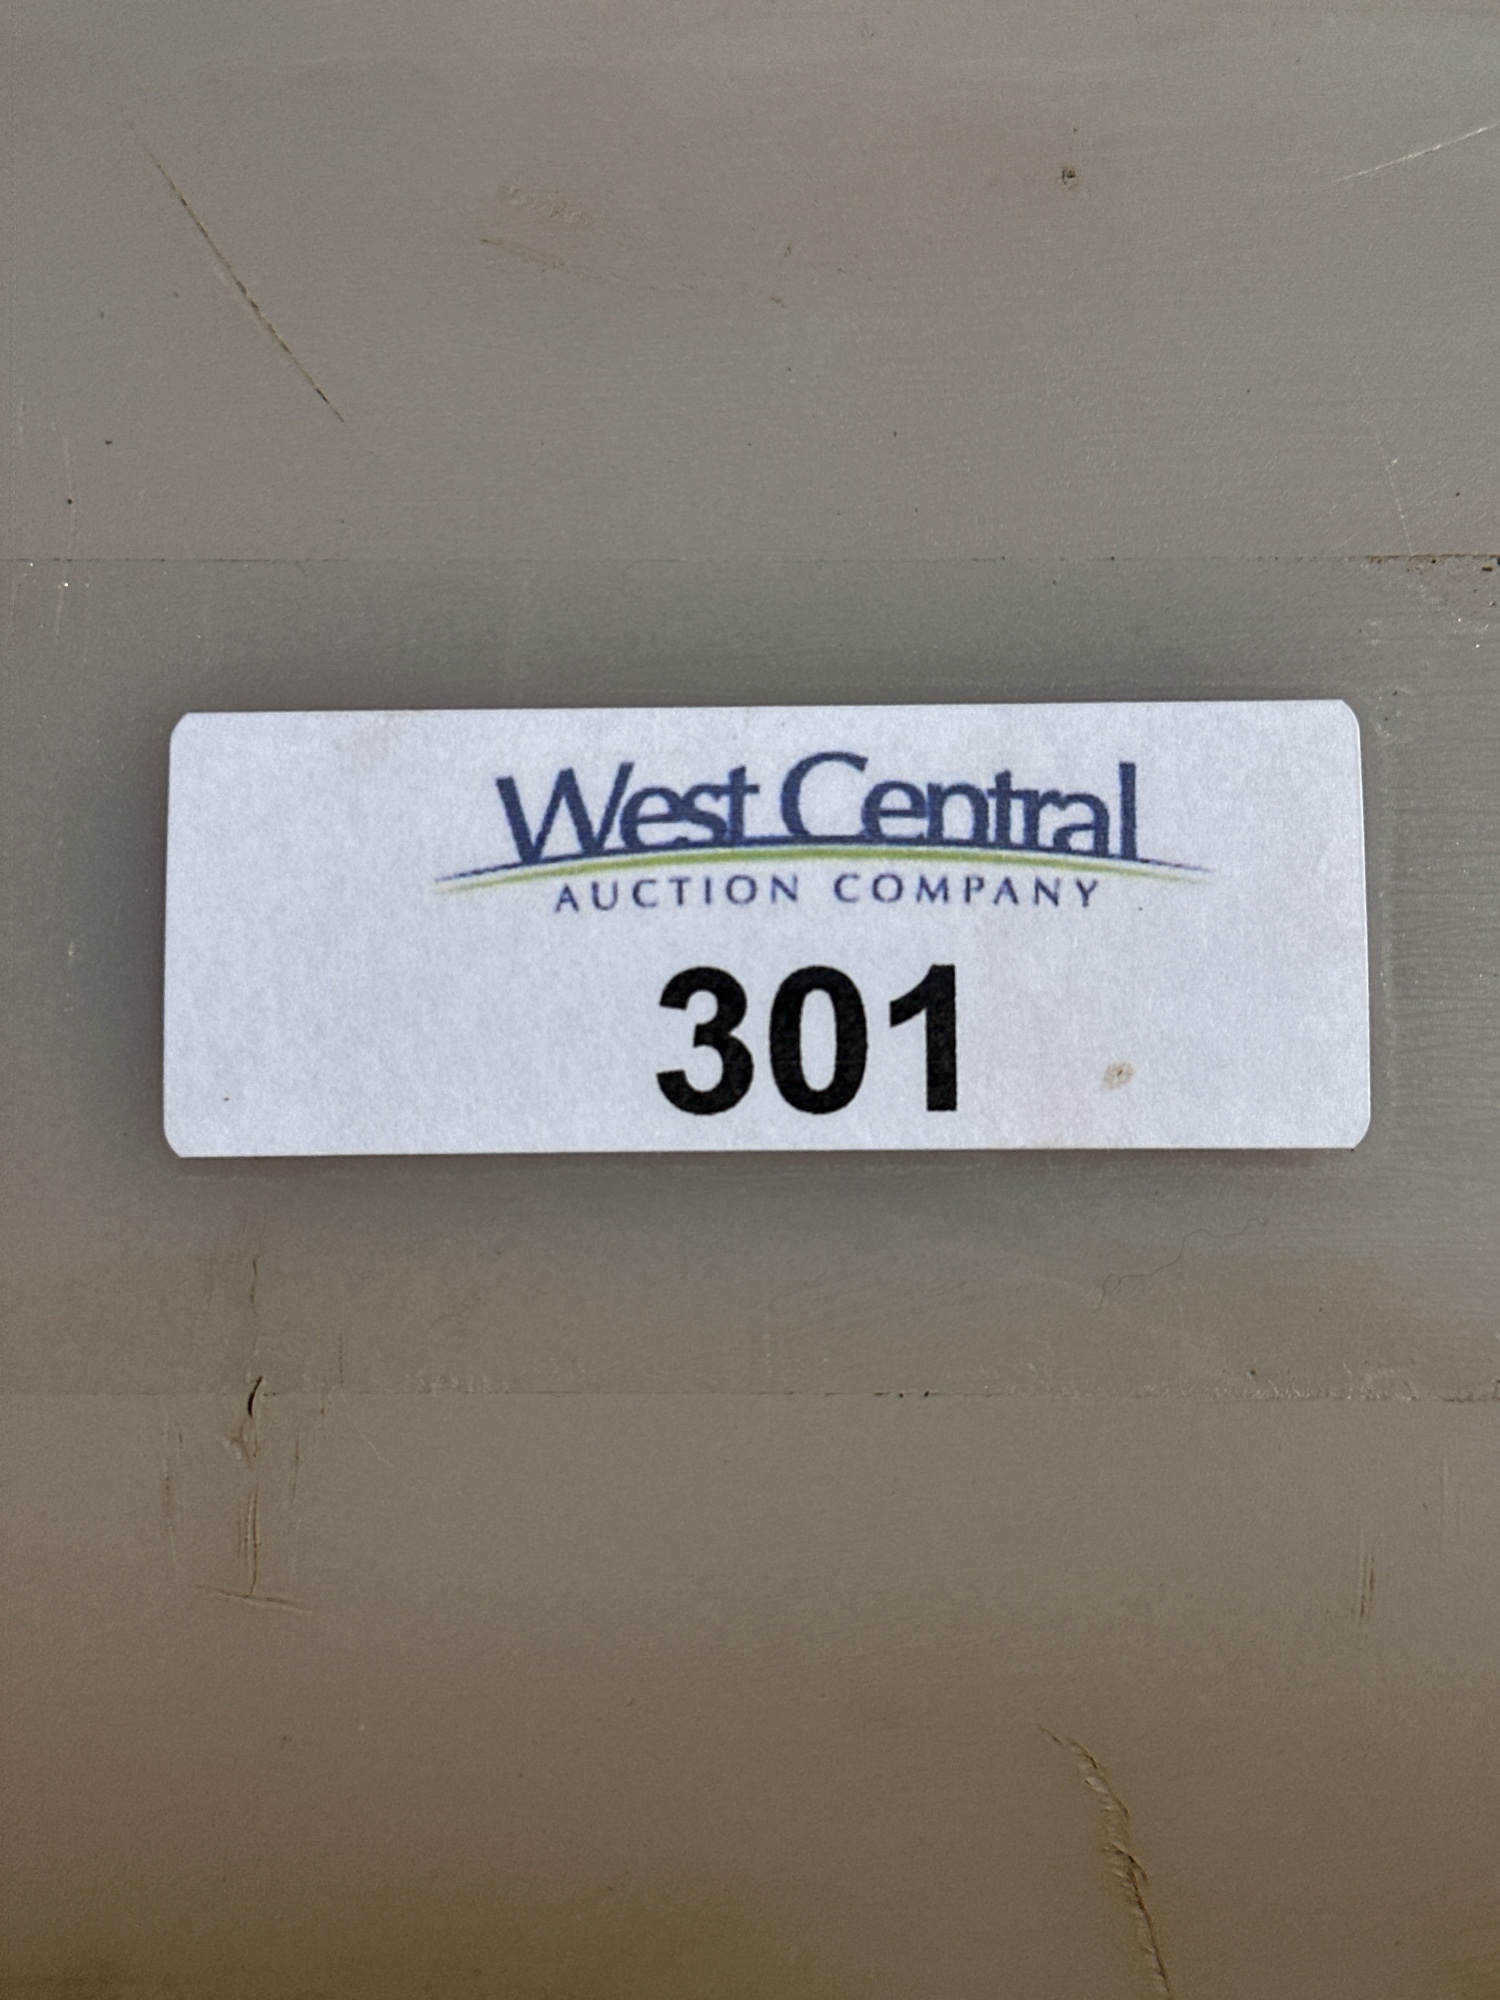 West Central
AUCTION COMPANY
301